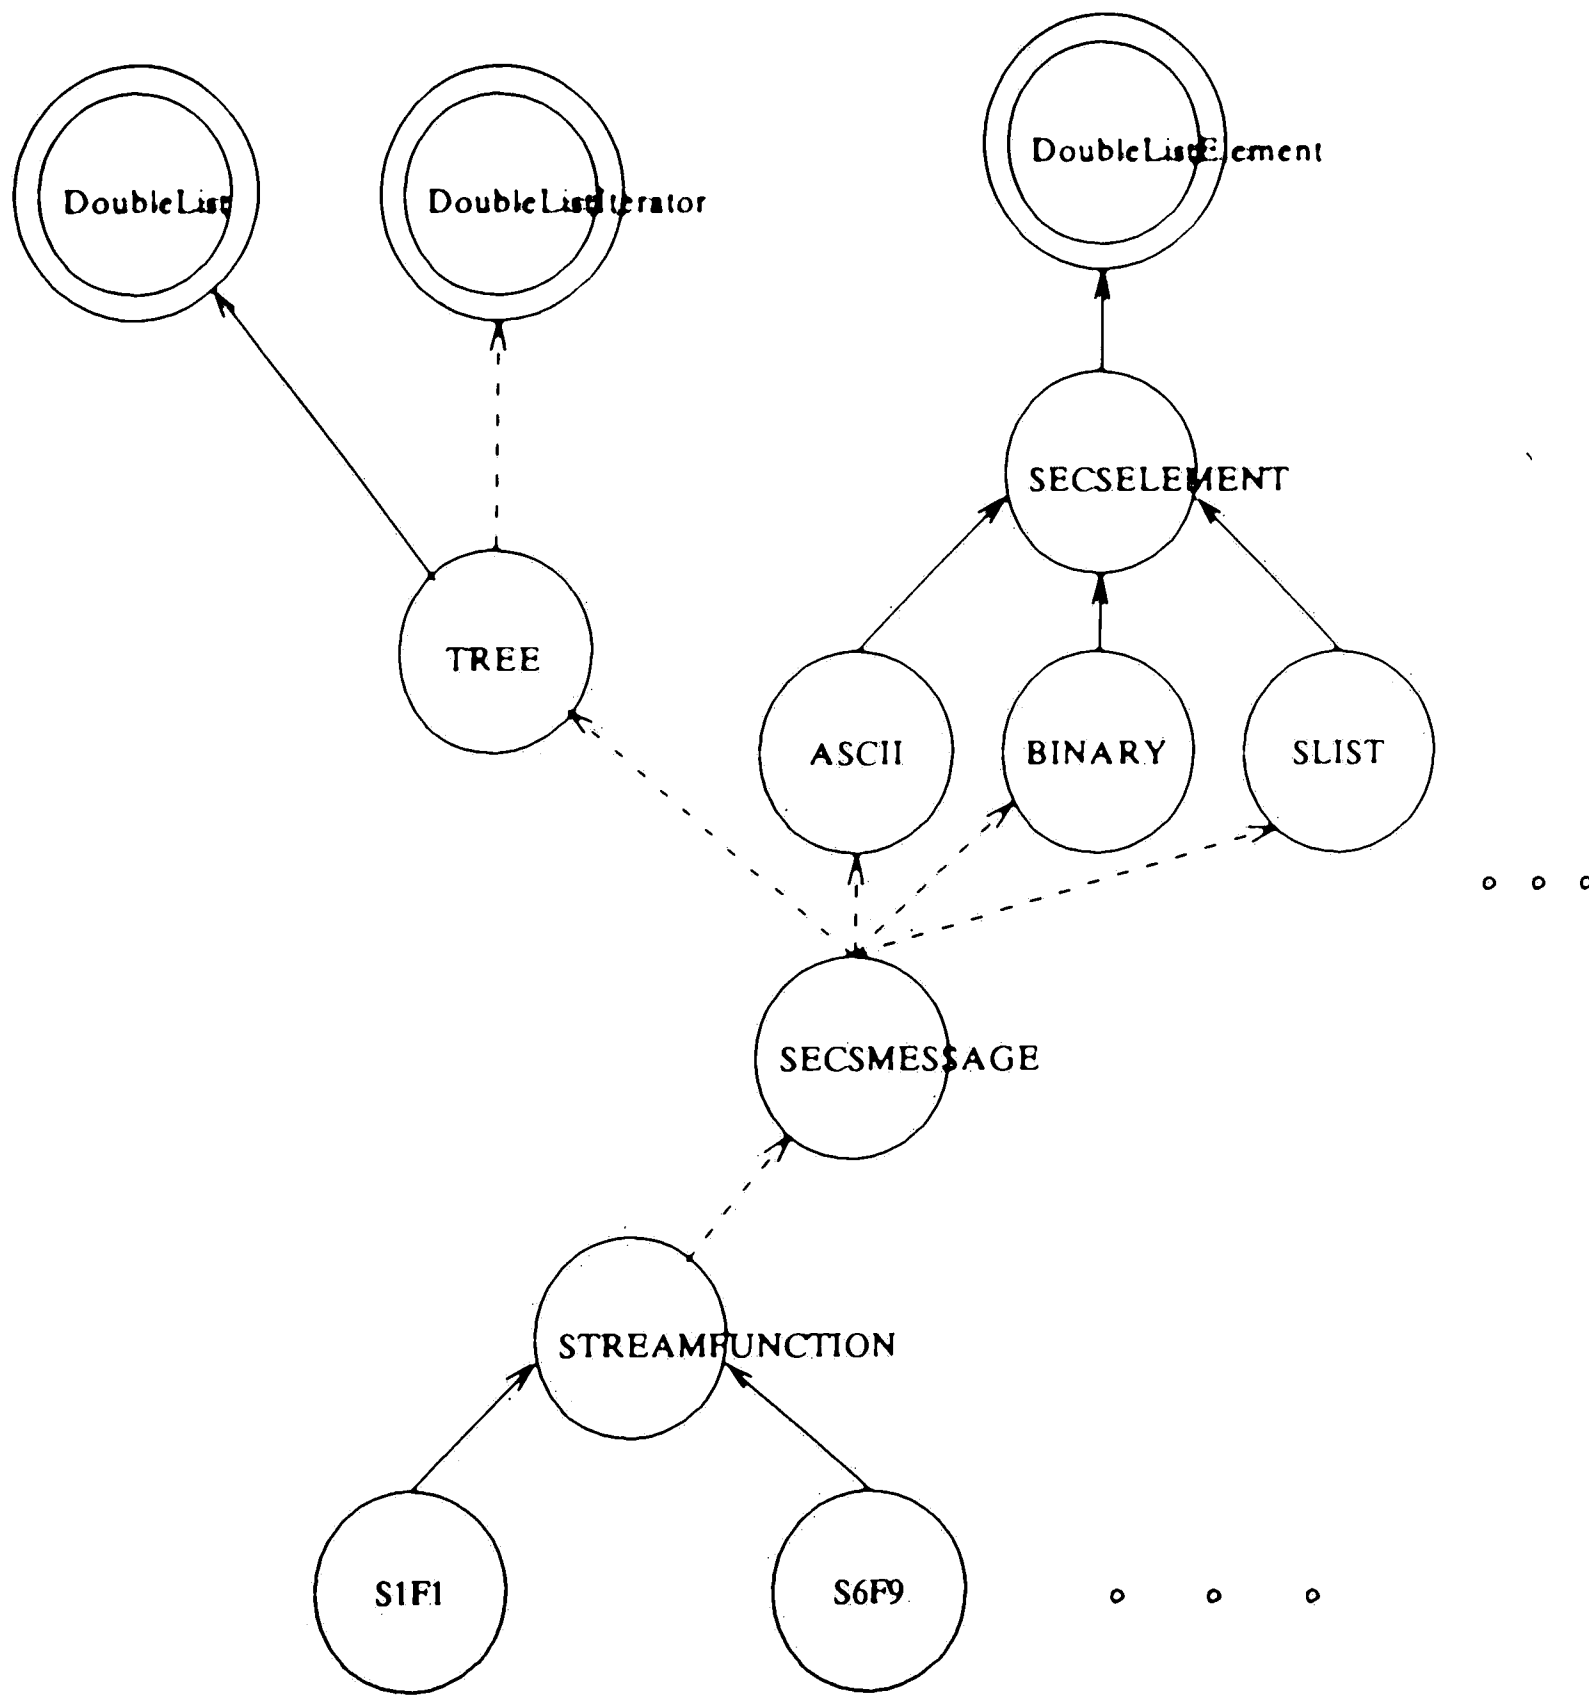 DoubleListElement
DoubleList
DoubleListIterator
SECSELEMENT
TREE
ASCII
BINARY
SLIST
SECSMESSAGE
STREAMFUNCTION
S1F1
S6F9